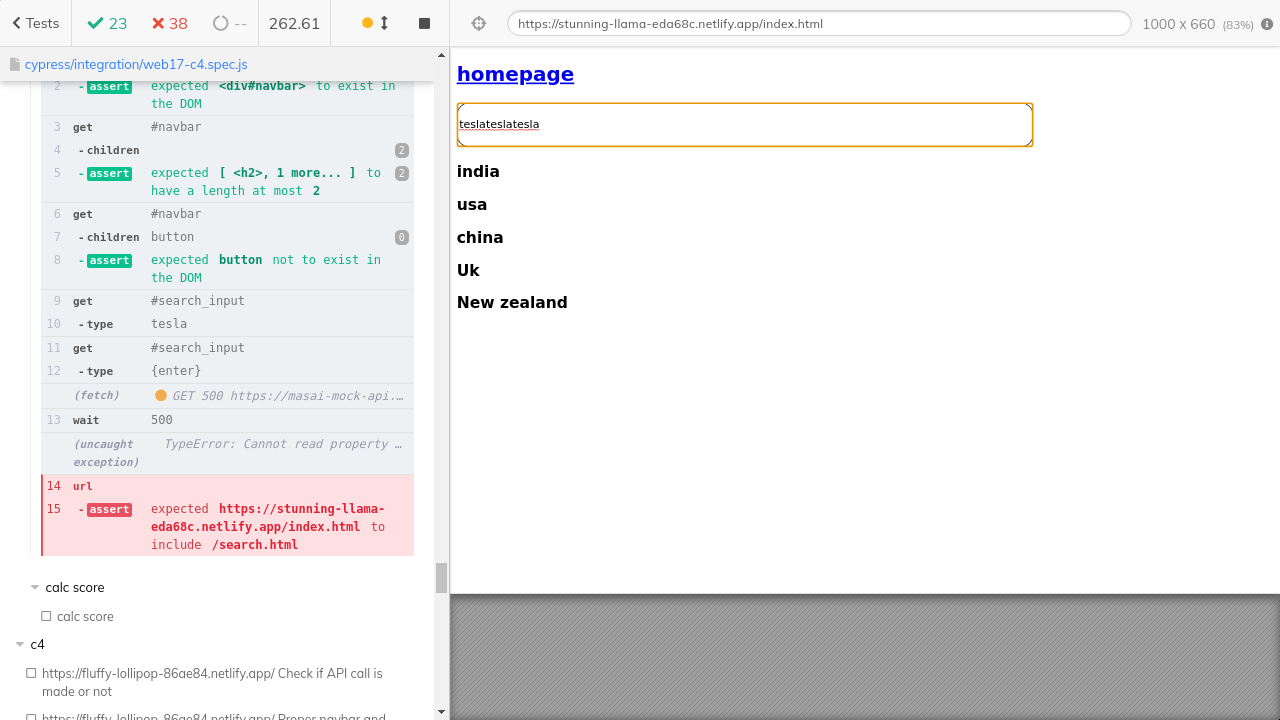 Tests 23 38 -- 262.61 https://stunning-llama-eda68c.netlify.app/index.html 1000 x 660 (83%)
cypress/integration/web17-c4.spec.js
2 -assert expected <div#navbar> to exist in
the DOM
3 get #navbar
4 -children 2
5 -assert expected [ <h2>, 1 more... ] to 2
have a length at most 2
6 get #navbar
7 -children button 0
8 -assert expected button not to exist in
the DOM
9 get #search_input
10 -type tesla
11 get #search_input
12 -type {enter}
(fetch) GET 500 https://masai-mock-api.…
13 wait 500
(uncaught TypeError: Cannot read property …
exception)
14 url
15 -assert expected https://stunning-llama-
eda68c.netlify.app/index.html to
include /search.html
calc score
calc score
c4
https://fluffy-lollipop-86ae84.netlify.app/ Check if API call is
made or not
https://fluffy-lollipop-86ae84.netlify.app/ Proper navbar and
homepage
teslateslatesla
india
usa
china
Uk
New zealand